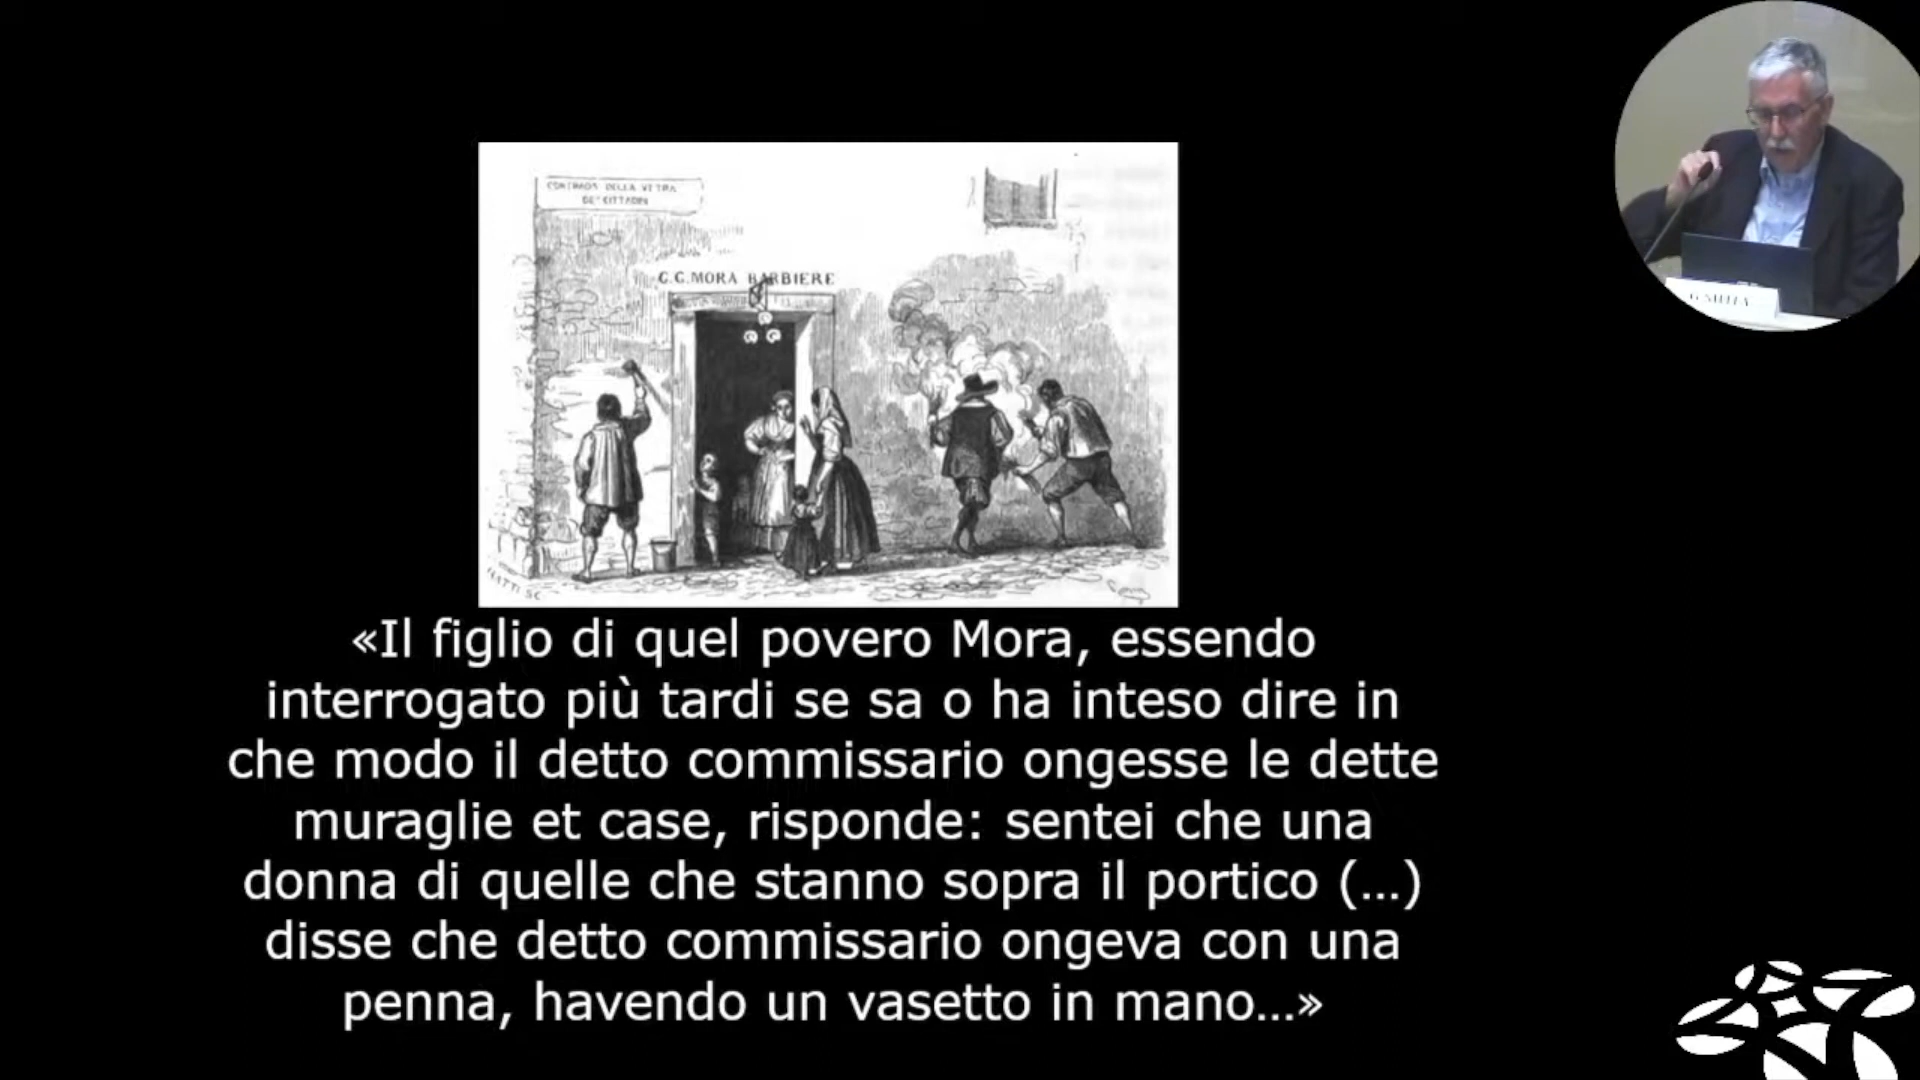 CONTRADA DELLA VETRA
DE' CITTADINI
G.G.MORA BARBIERE
«Il figlio di quel povero Mora, essendo
interrogato più tardi se sa o ha inteso dire in
che modo il detto commissario ongesse le dette
muraglie et case, risponde: sentei che una
donna di quelle che stanno sopra il portico (...)
disse che detto commissario ongeva con una
penna, havendo un vasetto in mano...»